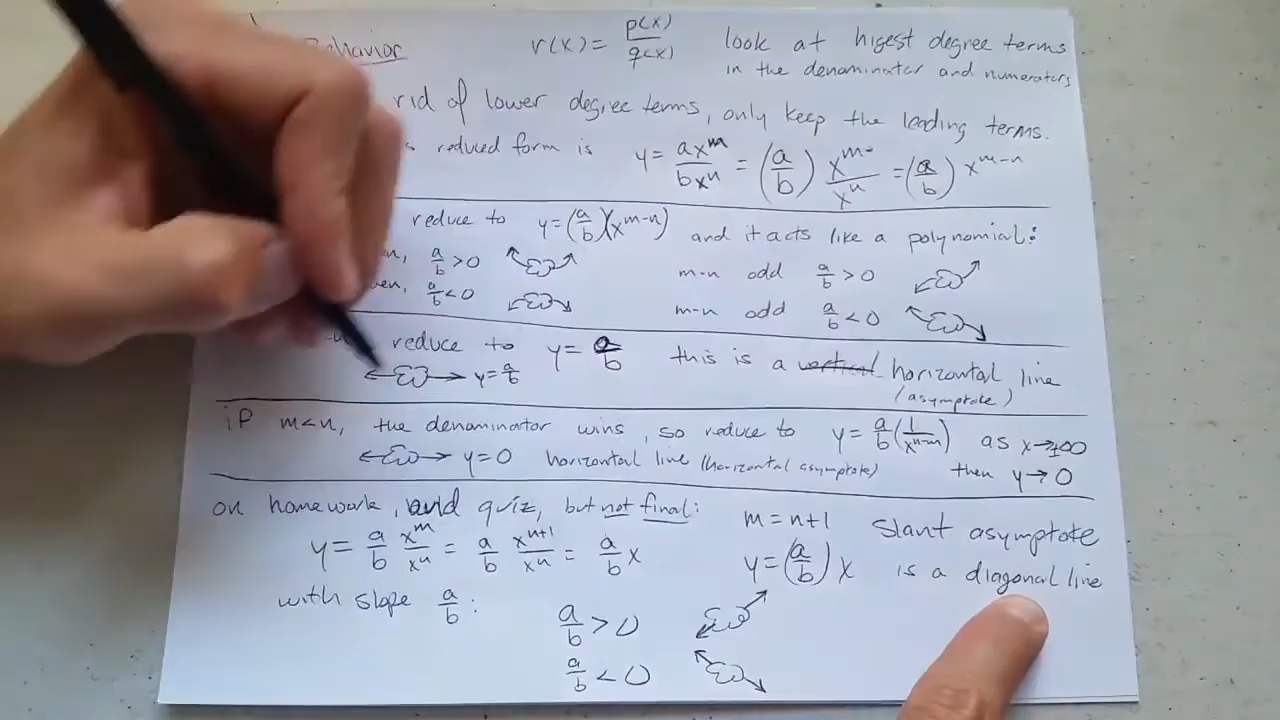 Behavior r(x) = p(x)/q(x) look at higest degree terms
in the denaminator and numerators
rid of lower degree terms, only keep the leading terms.
reduced form is y = ax^m/bx^n = (a/b) x^m/x^n = (a/b) x^m-n
reduce to y = (a/b)(x^m-n) and it acts like a polynomial:
a/b > 0 m-n odd a/b > 0
a/b < 0 m-n odd a/b < 0
reduce to y = a/b this is a vertical horizontal line
y = a/b (asymptote)
if m<n, the denominator wins, so reduce to y = a/b (1/x^n-m) as x→±∞
y=0 horizontal line (horizontal asymptote) then y→0
on homework, and quiz, but not final: m = n+1 Slant asymptote
y = a/b x^m/x^n = a/b x^n+1/x^n = a/b x y = (a/b) x is a diagonal line
with slope a/b:
a/b > 0
a/b < 0